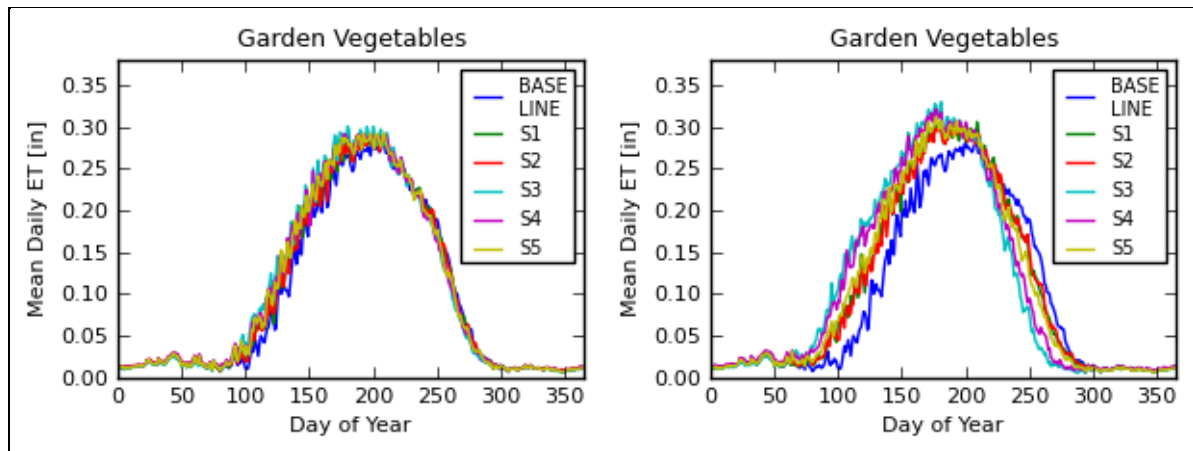 Garden Vegetables
Mean Daily ET [in]
0.35
0.30
0.25
0.20
0.15
0.10
0.05
0.00
BASE
LINE
S1
S2
S3
S4
S5
0 50 100 150 200 250 300 350
Day of Year
Garden Vegetables
Mean Daily ET [in]
0.35
0.30
0.25
0.20
0.15
0.10
0.05
0.00
BASE
LINE
S1
S2
S3
S4
S5
0 50 100 150 200 250 300 350
Day of Year